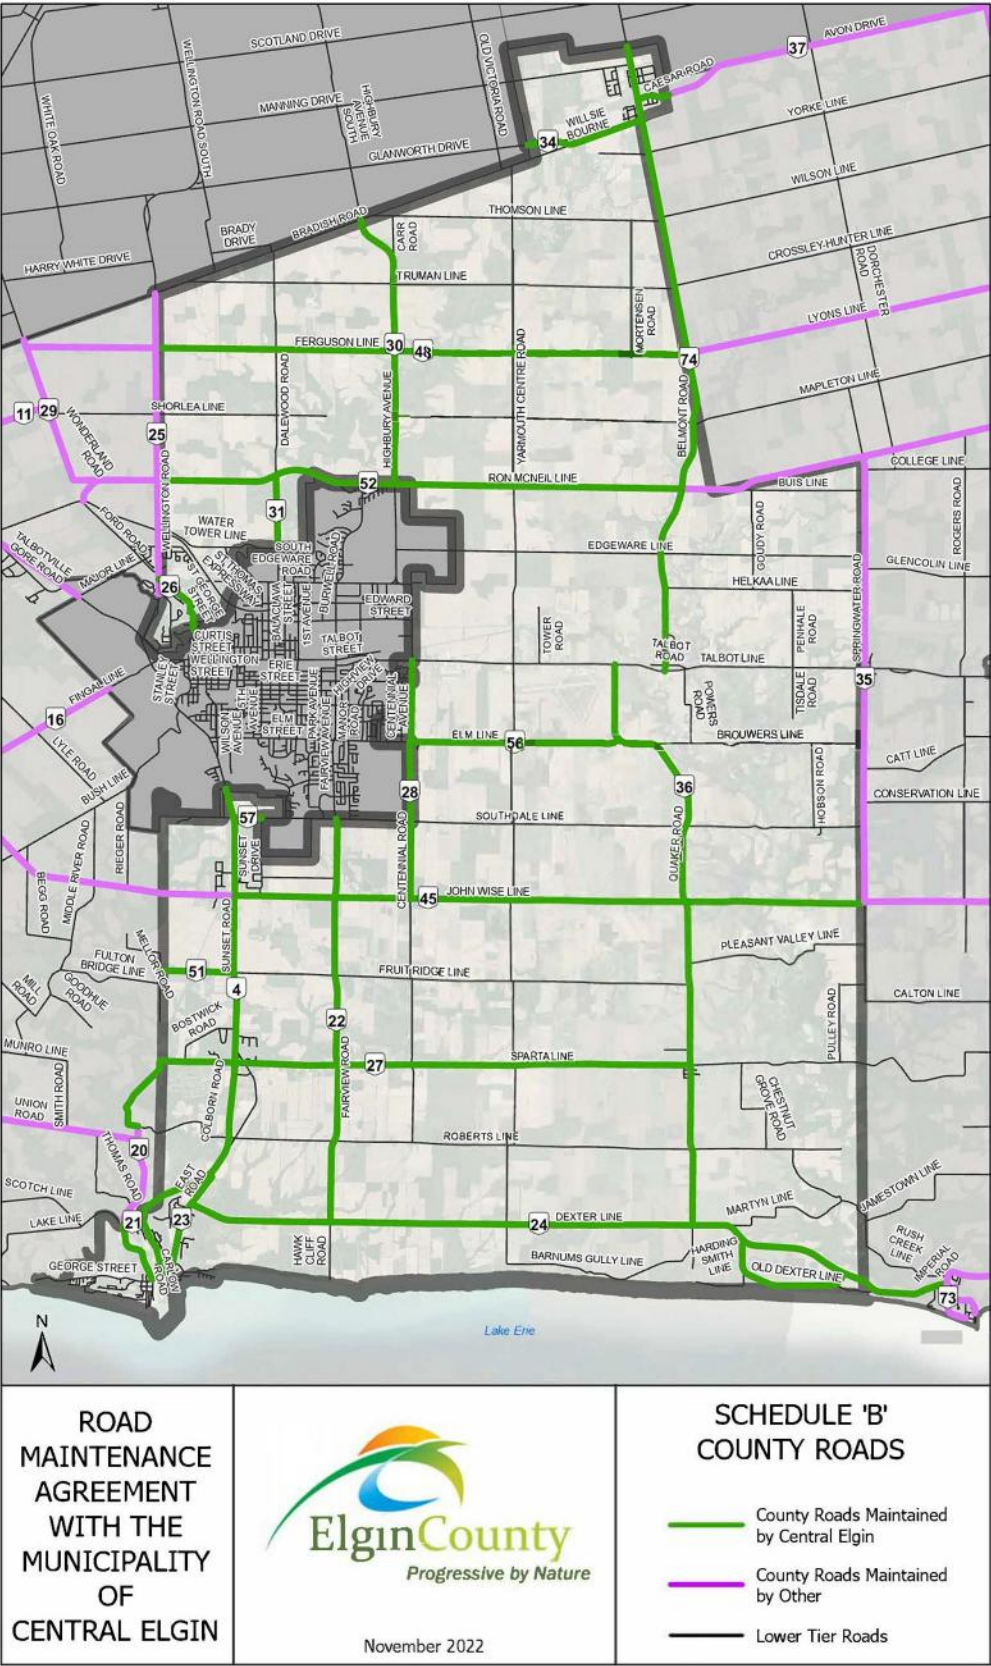 SCOTLAND DRIVE
AVON DRIVE
37
OLD VICTORIA ROAD
WELLINGTON ROAD SOUTH
WHITE OAK ROAD
HIGHBURY
AVENUE
SOUTH
MANNING DRIVE
CAESAR ROAD
YORKE LINE
WILLSIE
BOURNE
34
GLANWORTH DRIVE
WILSON LINE
THOMSON LINE
BRADISH ROAD
BRADY
DRIVE
CARR
ROAD
CROSSLEY-HUNTER LINE
DORCHESTER
ROAD
HARRY WHITE DRIVE
TRUMAN LINE
MORTENSEN
ROAD
LYONS LINE
FERGUSON LINE
30
48
74
YARMOUTH CENTRE ROAD
DALEWOOD ROAD
HIGHBURY AVENUE
BELMONT ROAD
MAPLETON LINE
11
29
SHORLEA LINE
WONDERLAND
ROAD
25
WELLINGTON ROAD
COLLEGE LINE
52
RON MCNEIL LINE
BUIS LINE
ROGERS ROAD
31
FORD ROAD
WATER
TOWER LINE
GOUDY ROAD
TALBOTVILLE
GORE ROAD
MAJOR LINE
SOUTH
EDGEWARE
ROAD
EDGEWARE LINE
GLENCOLIN LINE
ST THOMAS
EXPRESSWAY
ST GEORGE
STREET
26
BALACLAVA
STREET
1ST AVENUE
BURWELL ROAD
EDWARD
STREET
HELKAA LINE
SPRINGWATER ROAD
PENHALE
ROAD
TOWER
ROAD
CURTIS
STREET
WELLINGTON
STREET
TALBOT
STREET
ERIE
STREET
TALBOT
ROAD
TALBOT LINE
35
FINGAL LINE
STANLEY
STREET
WILSON
AVENUE
5TH
AVENUE
ELM
STREET
PARK AVENUE
FAIRVIEW AVENUE
MANOR
ROAD
HIGHVIEW
DRIVE
CENTENNIAL
AVENUE
POWERS
ROAD
TISDALE
ROAD
16
LYLE ROAD
ELM LINE
56
BROUWERS LINE
CATT LINE
BUSH LINE
28
36
HOBSON ROAD
CONSERVATION LINE
57
SOUTHDALE LINE
RIEGER ROAD
MIDDLE RIVER ROAD
BEGG ROAD
SUNSET
DRIVE
CENTENNIAL ROAD
QUAKER ROAD
45
JOHN WISE LINE
SUNSET ROAD
MELLOR ROAD
PLEASANT VALLEY LINE
FULTON
BRIDGE LINE
51
FRUIT RIDGE LINE
MILL
ROAD
GOODHUE
ROAD
4
CALTON LINE
BOSTWICK
ROAD
22
PULLEY ROAD
MUNRO LINE
SMITH ROAD
27
SPARTA LINE
FAIRVIEW ROAD
COLBORN ROAD
CHESTNUT
GROVE ROAD
UNION
ROAD
ROBERTS LINE
20
THOMAS ROAD
SCOTCH LINE
EAST
ROAD
JAMESTOWN LINE
LAKE LINE
21
23
24
DEXTER LINE
MARTYN LINE
RUSH
CREEK
LINE
HAWK
CLIFF
ROAD
HARDING
SMITH
LINE
BARNUMS GULLY LINE
OLD DEXTER LINE
IMPERIAL
ROAD
GEORGE STREET
CARLOW
ROAD
73
N
Lake Erie
ROAD
MAINTENANCE
AGREEMENT
WITH THE
MUNICIPALITY
OF
CENTRAL ELGIN
ElginCounty
Progressive by Nature
November 2022
SCHEDULE 'B'
COUNTY ROADS
County Roads Maintained
by Central Elgin
County Roads Maintained
by Other
Lower Tier Roads